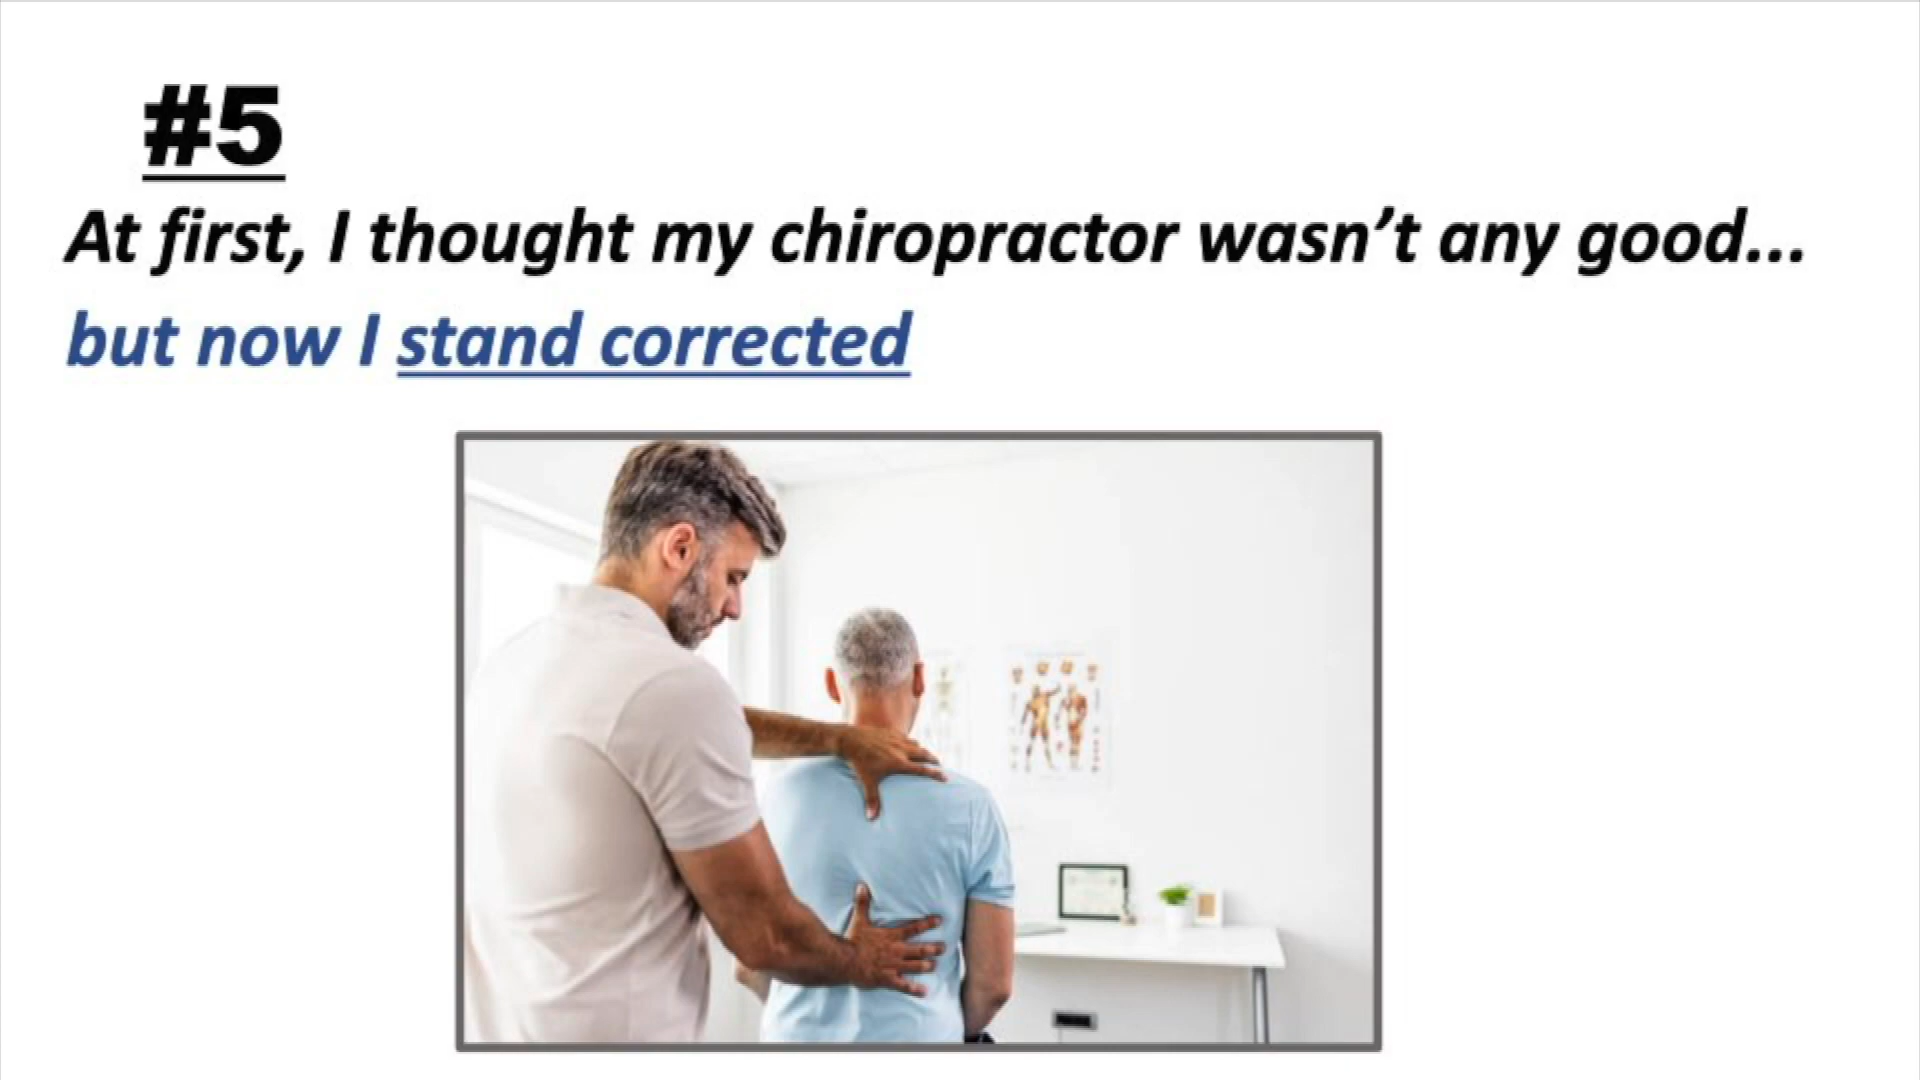 #5
At first, I thought my chiropractor wasn’t any good...
but now I stand corrected